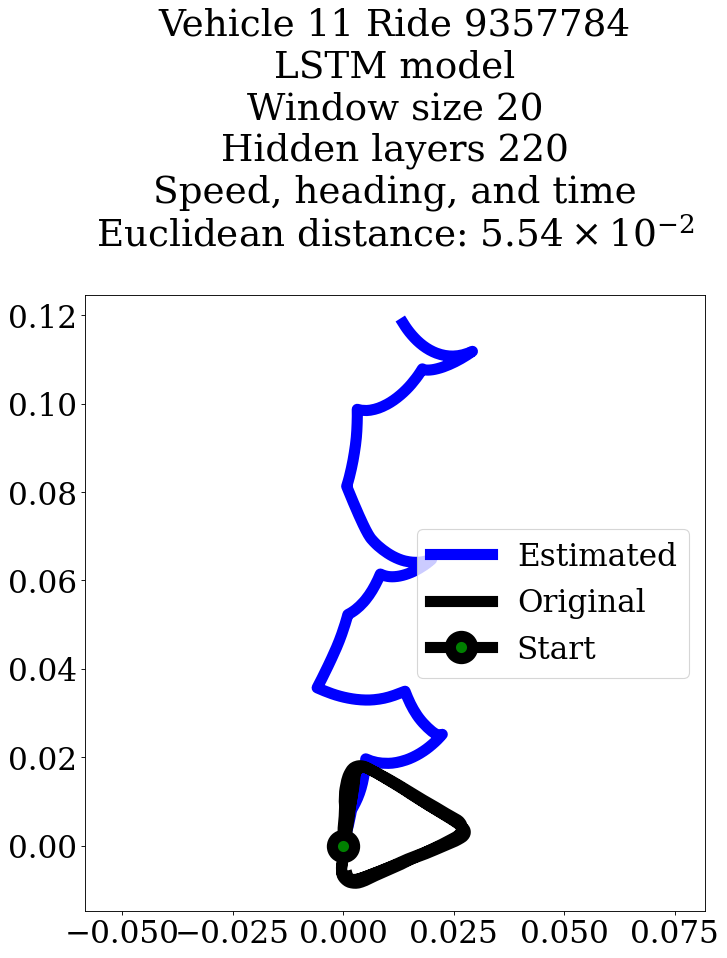 Vehicle 11 Ride 9357784
LSTM model
Window size 20
Hidden layers 220
Speed, heading, and time
Euclidean distance: 5.54 × 10⁻²
0.12
0.10
0.08
0.06
0.04
0.02
0.00
Estimated
Original
Start
−0.050 −0.025 0.000 0.025 0.050 0.075